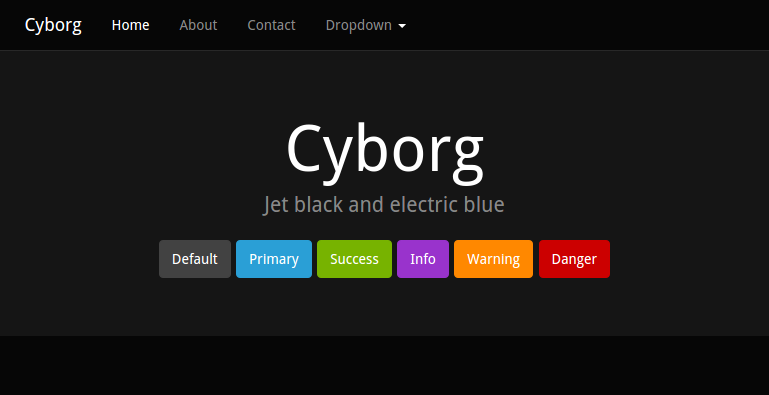 Cyborg Home About Contact Dropdown
Cyborg
Jet black and electric blue
Default Primary Success Info Warning Danger